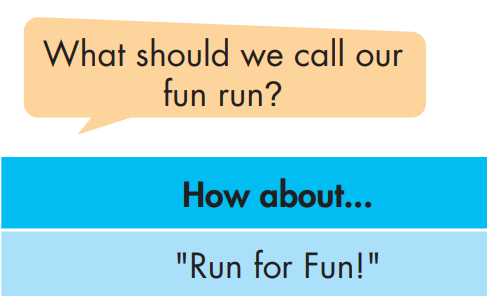 What should we call our
fun run?
How about...
"Run for Fun!"